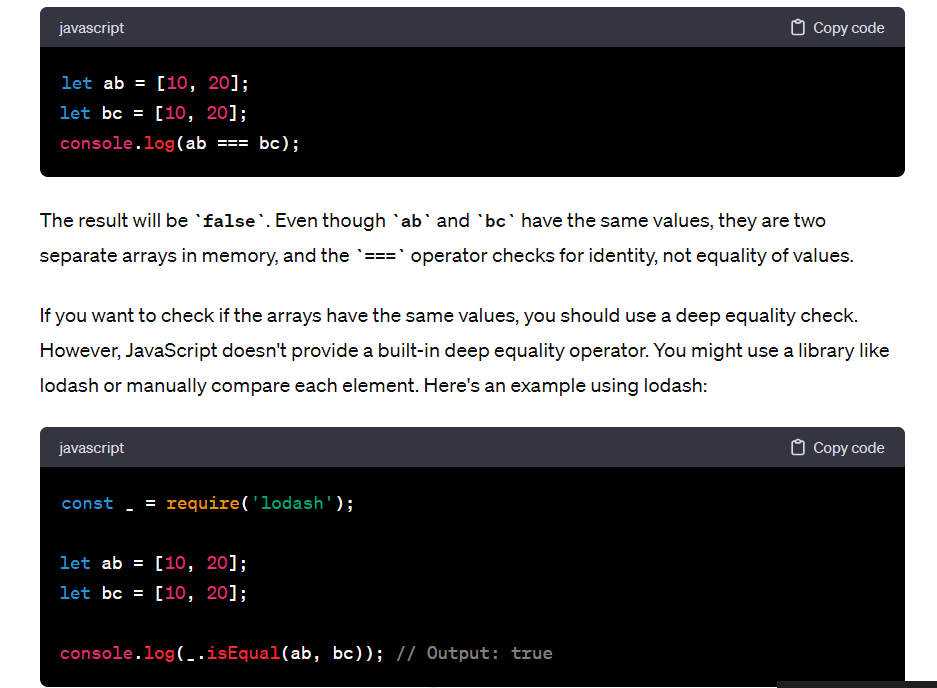 javascript Copy code
let ab = [10, 20];
let bc = [10, 20];
console.log(ab === bc);
The result will be `false`. Even though `ab` and `bc` have the same values, they are two
separate arrays in memory, and the `===` operator checks for identity, not equality of values.
If you want to check if the arrays have the same values, you should use a deep equality check.
However, JavaScript doesn't provide a built-in deep equality operator. You might use a library like
lodash or manually compare each element. Here's an example using lodash:
javascript Copy code
const _ = require('lodash');
let ab = [10, 20];
let bc = [10, 20];
console.log(_.isEqual(ab, bc)); // Output: true